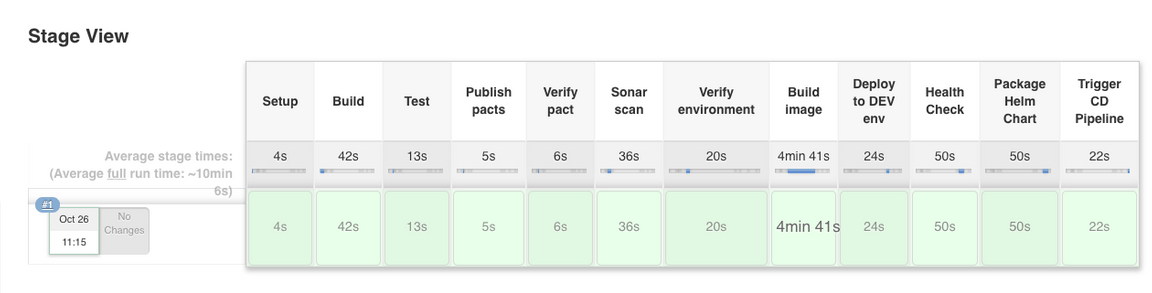 Stage View
Setup
Build
Test
Publish
pacts
Verify
pact
Sonar
scan
Verify
environment
Build
image
Deploy
to DEV
env
Health
Check
Package
Helm
Chart
Trigger
CD
Pipeline
Average stage times:
(Average full run time: ~10min
6s)
4s
42s
13s
5s
6s
36s
20s
4min 41s
24s
50s
50s
22s
#1
Oct 26
11:15
No
Changes
4s
42s
13s
5s
6s
36s
20s
4min 41s
24s
50s
50s
22s